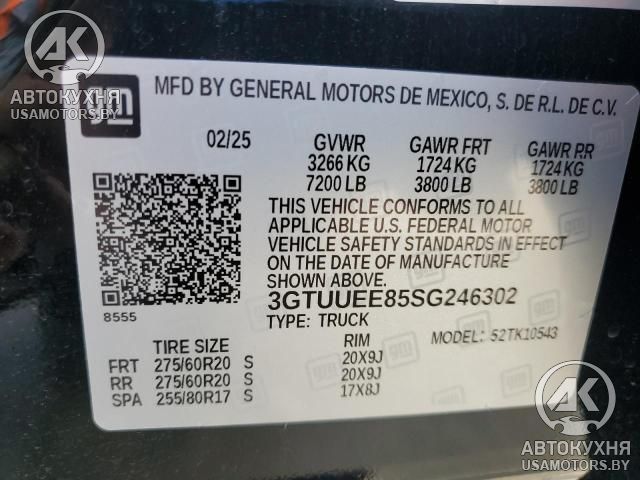 АВТОКУХНЯ
USAMOTORS.BY
gm
MFD BY GENERAL MOTORS DE MEXICO, S. DE R.L. DE C.V.
02/25 GVWR GAWR FRT GAWR RR
3266 KG 1724 KG 1724 KG
7200 LB 3800 LB 3800 LB
THIS VEHICLE CONFORMS TO ALL
APPLICABLE U.S. FEDERAL MOTOR
VEHICLE SAFETY STANDARDS IN EFFECT
ON THE DATE OF MANUFACTURE
SHOWN ABOVE.
8555
3GTUUEE85SG246302
TYPE: TRUCK MODEL: 52TK10543
TIRE SIZE RIM
FRT 275/60R20 S 20X9J
RR 275/60R20 S 20X9J
SPA 255/80R17 S 17X8J
АВТОКУХНЯ
USAMOTORS.BY